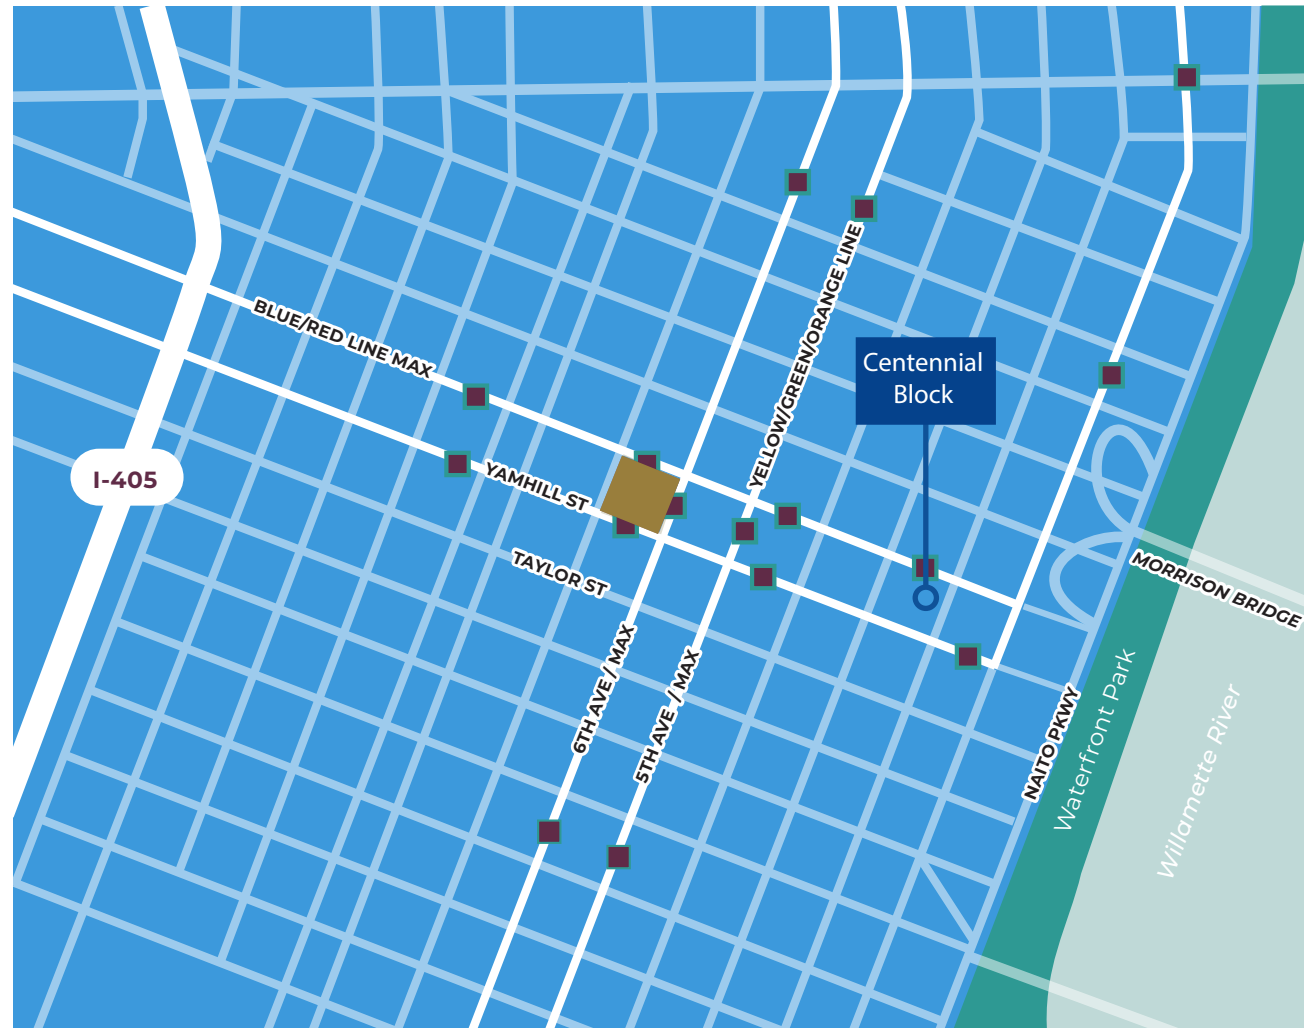 YELLOW/GREEN/ORANGE LINE
BLUE/RED LINE MAX
Centennial
Block
I-405
YAMHILL ST
TAYLOR ST
MORRISON BRIDGE
6TH AVE / MAX
5TH AVE / MAX
NAITO PKWY
Waterfront Park
Willamette River